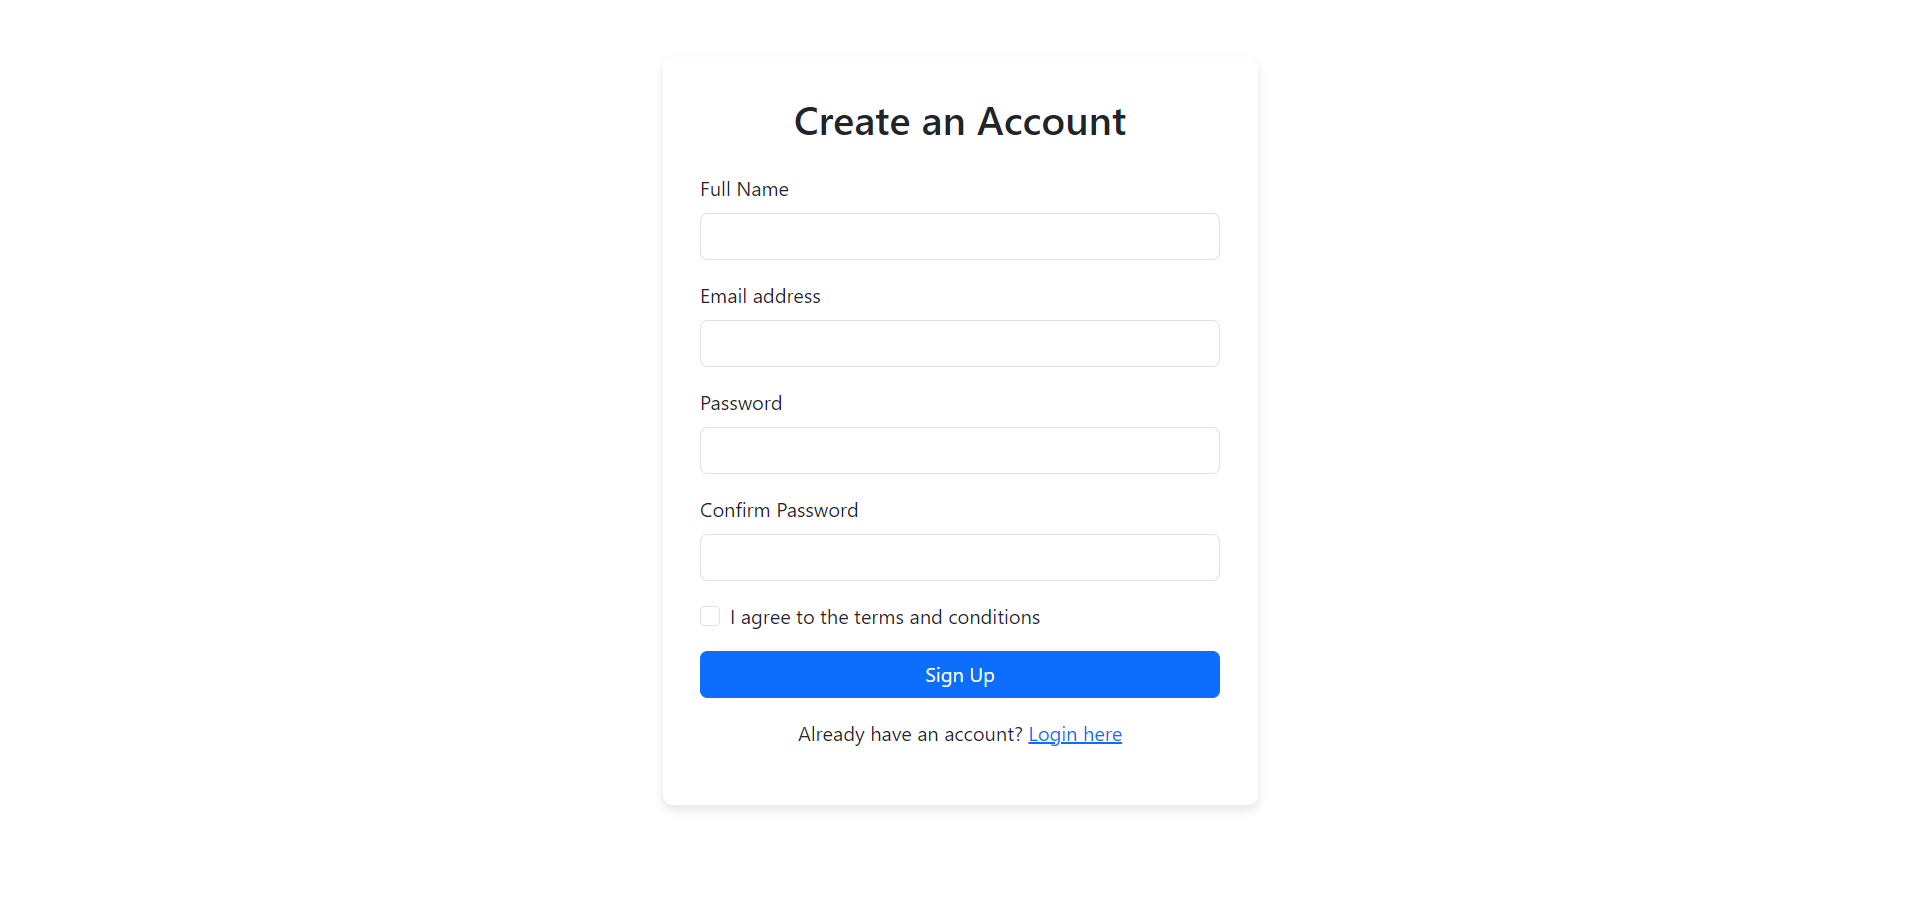 Create an Account
Full Name
Email address
Password
Confirm Password
I agree to the terms and conditions
Sign Up
Already have an account? Login here